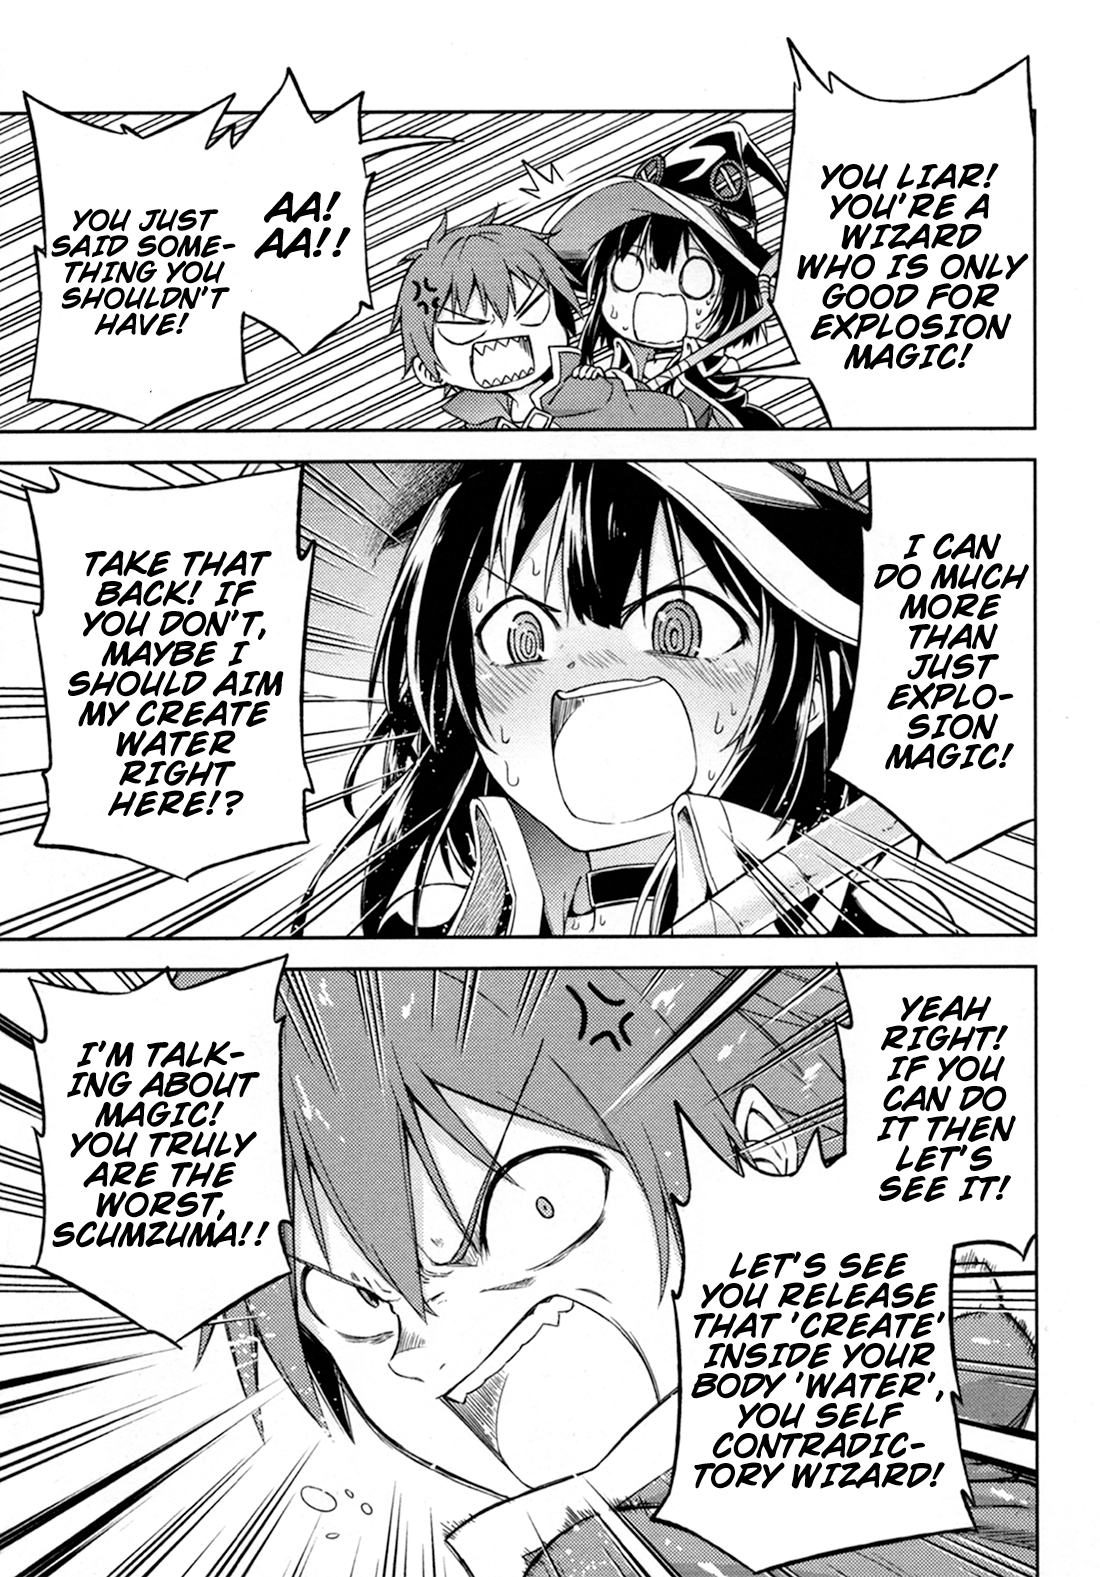 YOU LIAR!
YOU'RE A
WIZARD
WHO IS ONLY
GOOD FOR
EXPLOSION
MAGIC!
AA!
AA!!
YOU JUST
SAID SOME-
THING YOU
SHOULDN'T
HAVE!
I CAN
DO MUCH
MORE
THAN
JUST
EXPLO-
SION
MAGIC!
TAKE THAT
BACK! IF
YOU DON'T,
MAYBE I
SHOULD AIM
MY CREATE
WATER
RIGHT
HERE!?
YEAH
RIGHT!
IF YOU
CAN DO
IT THEN
LET'S
SEE IT!
LET'S SEE
YOU RELEASE
THAT 'CREATE'
INSIDE YOUR
BODY 'WATER',
YOU SELF
CONTRADIC-
TORY WIZARD!
I'M TALK-
ING ABOUT
MAGIC!
YOU TRULY
ARE THE
WORST,
SCUMZUMA!!